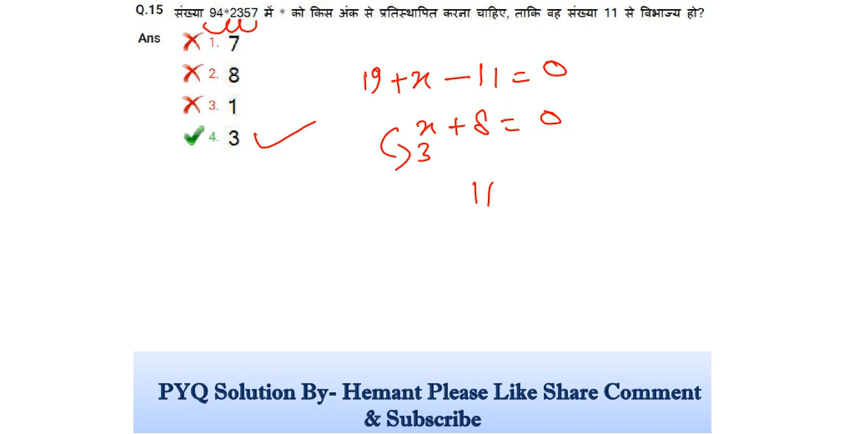 Q.15 संख्या 94*2357 में * को किस अंक से प्रतिस्थापित करना चाहिए, ताकि वह संख्या 11 से विभाज्य हो?
Ans
1. 7
2. 8
3. 1
4. 3
19 + x - 11 = 0
x + 8 = 0
3
11
PYQ Solution By- Hemant Please Like Share Comment
& Subscribe